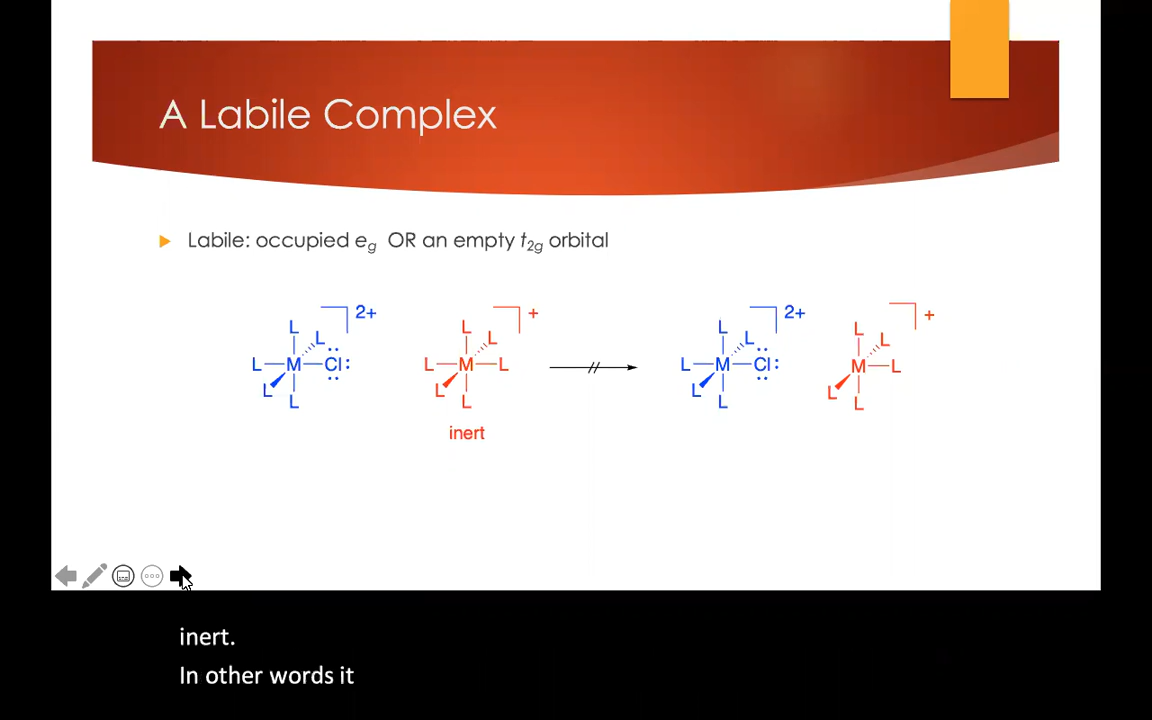 A Labile Complex
Labile: occupied eg OR an empty t2g orbital
2+
L
L
L M Cl
L
L
+
L
L
L M L
L
L
inert
2+
L
L
L M Cl
L
L
+
L
L
M L
L
L
inert.
In other words it